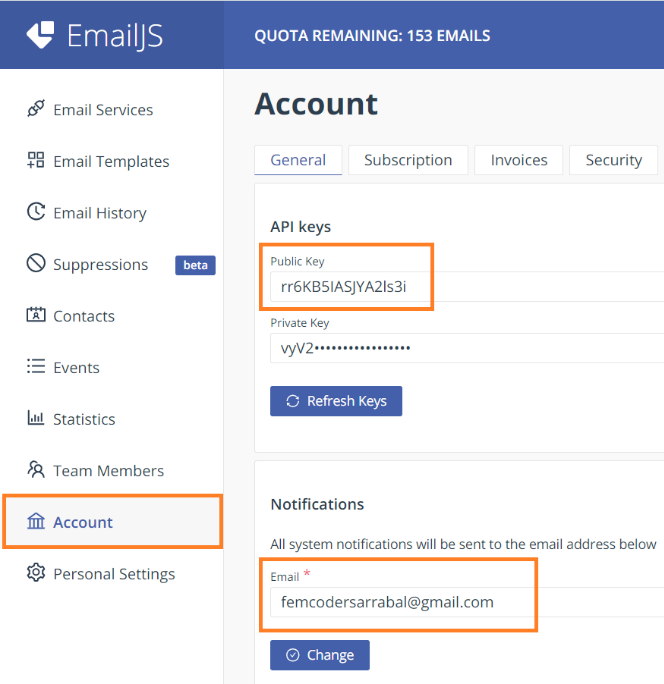 EmailJS
QUOTA REMAINING: 153 EMAILS
Email Services
Email Templates
Email History
Suppressions beta
Contacts
Events
Statistics
Team Members
Account
Personal Settings
Account
General Subscription Invoices Security
API keys
Public Key
rr6KB5IASJYA2ls3i
Private Key
vyV2•••••••••••••••••
Refresh Keys
Notifications
All system notifications will be sent to the email address below
Email *
femcodersarrabal@gmail.com
Change